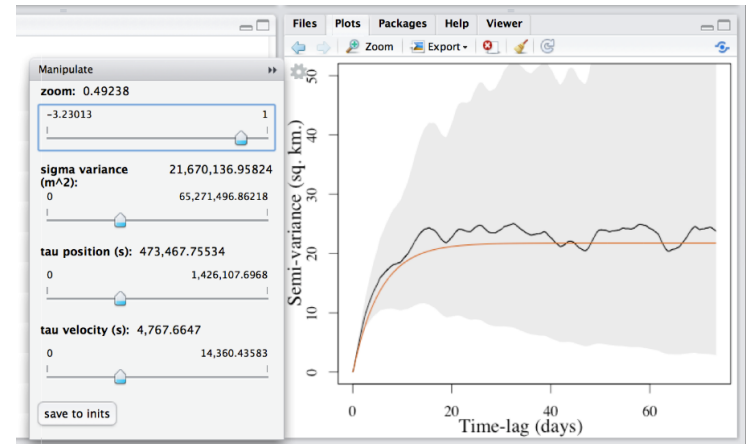 Files Plots Packages Help Viewer
Zoom Export
Manipulate
zoom: 0.49238
-3.23013 1
sigma variance (m^2): 21,670,136.95824
0 65,271,496.86218
tau position (s): 473,467.75534
0 1,426,107.6968
tau velocity (s): 4,767.6647
0 14,360.43583
save to inits
Semi-variance (sq. km.)
50
40
30
20
10
0
0 20 40 60
Time-lag (days)